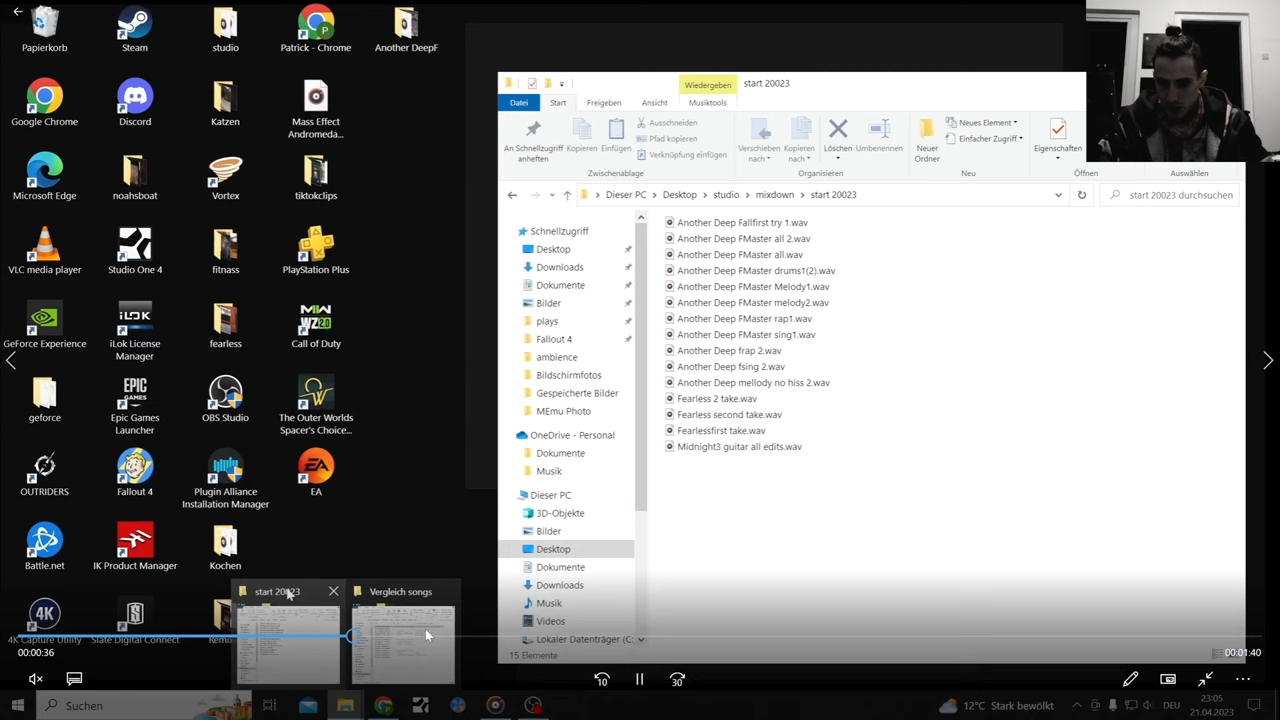 Papierkorb
Steam
studio
Patrick - Chrome
Another DeepF
Google Chrome
Discord
Katzen
Mass Effect
Andromeda...
Microsoft Edge
noahsboat
Vortex
tiktokclips
VLC media player
Studio One 4
fitnass
PlayStation Plus
GeForce Experience
iLok License
Manager
fearless
Call of Duty
geforce
Epic Games
Launcher
OBS Studio
The Outer Worlds
Spacer's Choice...
OUTRIDERS
Fallout 4
Plugin Alliance
Installation Manager
EA
Battle.net
IK Product Manager
Kochen
4K Capture Utility
Slate Digital Connect
Wiedergeben
start 20023
Datei
Start
Freigeben
Ansicht
Musiktools
An Schnellzugriff
anheften
Kopieren
Einfügen
Ausschneiden
Pfad kopieren
Verknüpfung einfügen
Zwischenablage
Verschieben
nach
Kopieren
nach
Löschen
Umbenennen
Organisieren
Neuer
Ordner
Neues Element
Einfacher Zugriff
Neu
Eigenschaften
Öffnen
Auswählen
Dieser PC
Desktop
studio
mixdown
start 20023
start 20023 durchsuchen
Schnellzugriff
Desktop
Downloads
Dokumente
Bilder
plays
Fallout 4
ambience
Bildschirmfotos
Gespeicherte Bilder
MEmu Photo
OneDrive - Personal
Dokumente
Musik
Dieser PC
3D-Objekte
Bilder
Desktop
Dokumente
Downloads
Musik
Videos
Lokaler Datenträger (C:
15 Elemente
Another Deep Fallfirst try 1.wav
Another Deep FMaster all 2.wav
Another Deep FMaster all.wav
Another Deep FMaster drums1(2).wav
Another Deep FMaster Melody1.wav
Another Deep FMaster melody2.wav
Another Deep FMaster rap1.wav
Another Deep FMaster sing1.wav
Another Deep frap 2.wav
Another Deep fsing 2.wav
Another Deep mellody no hiss 2.wav
Fearless 2 take.wav
Fearless second take.wav
Fearlessfirst take.wav
Midnight3 guitar all edits.wav
start 20023
Vergleich songs
00:00:36
00:01:40
10
30
Suchen
12°C Stark bewölkt
DEU
23:05
21.04.2023